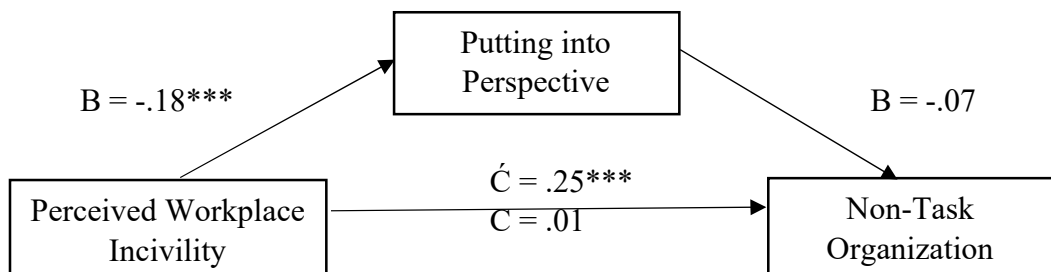 Putting into
Perspective
B = -.18***
B = -.07
Ć = .25***
C = .01
Perceived Workplace
Incivility
Non-Task
Organization